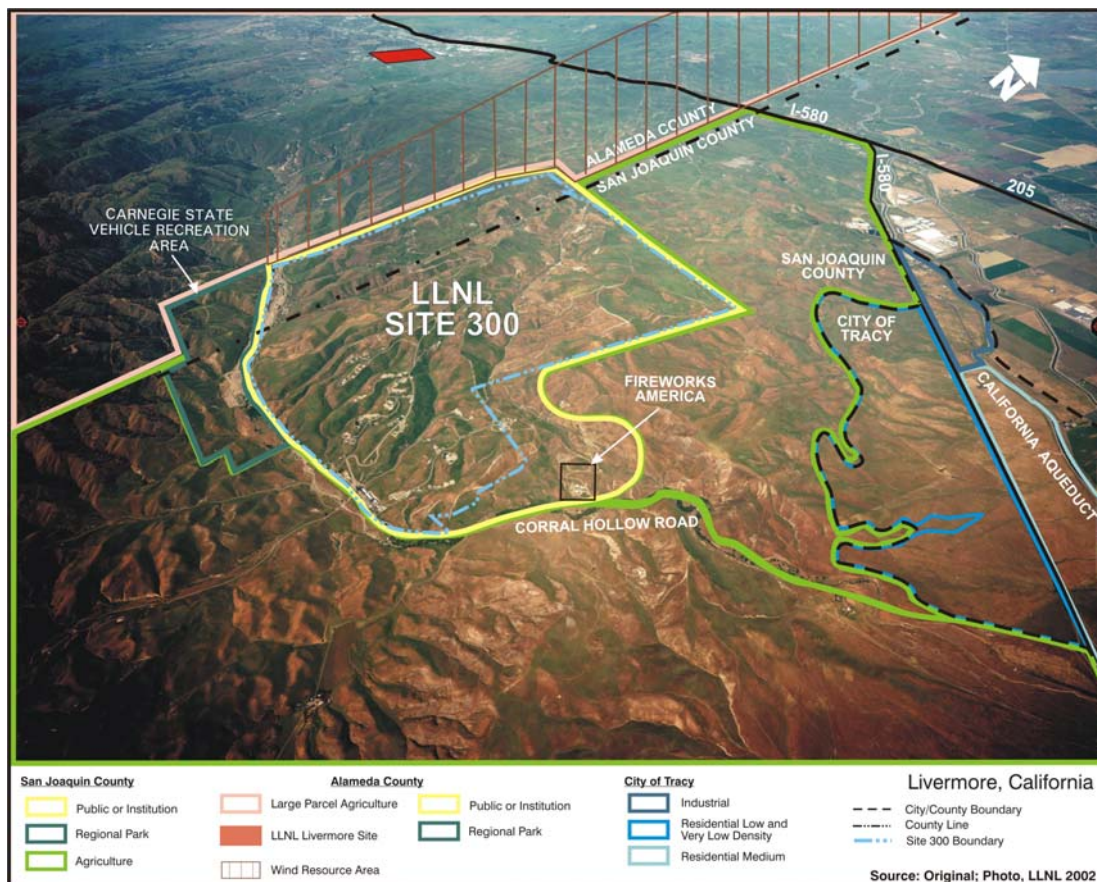 N
ALAMEDA COUNTY
SAN JOAQUIN COUNTY
I-580
I-580
205
CARNEGIE STATE
VEHICLE RECREATION
AREA
LLNL
SITE 300
SAN JOAQUIN
COUNTY
CITY OF
TRACY
FIREWORKS
AMERICA
CALIFORNIA AQUEDUCT
CORRAL HOLLOW ROAD
San Joaquin County
Public or Institution
Regional Park
Agriculture
Alameda County
Large Parcel Agriculture
LLNL Livermore Site
Wind Resource Area
Public or Institution
Regional Park
City of Tracy
Industrial
Residential Low and
Very Low Density
Residential Medium
Livermore, California
City/County Boundary
County Line
Site 300 Boundary
Source: Original; Photo, LLNL 2002